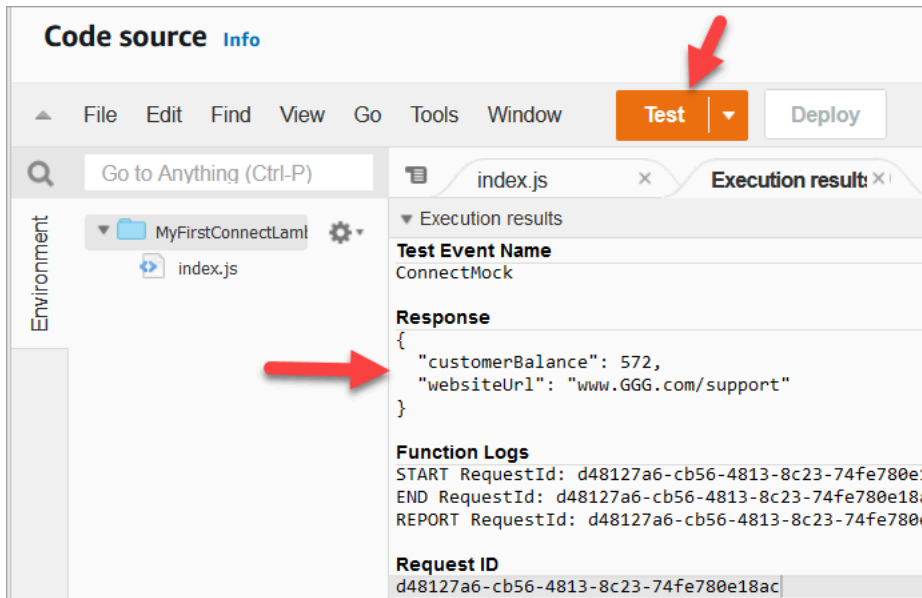 Code source Info
File Edit Find View Go Tools Window Test Deploy
Go to Anything (Ctrl-P)
index.js
Execution results
Environment
MyFirstConnectLaml
index.js
Execution results
Test Event Name
ConnectMock
Response
{
"customerBalance": 572,
"websiteUrl": "www.GGG.com/support"
}
Function Logs
START RequestId: d48127a6-cb56-4813-8c23-74fe780e1
END RequestId: d48127a6-cb56-4813-8c23-74fe780e18a
REPORT RequestId: d48127a6-cb56-4813-8c23-74fe780e
Request ID
d48127a6-cb56-4813-8c23-74fe780e18ac